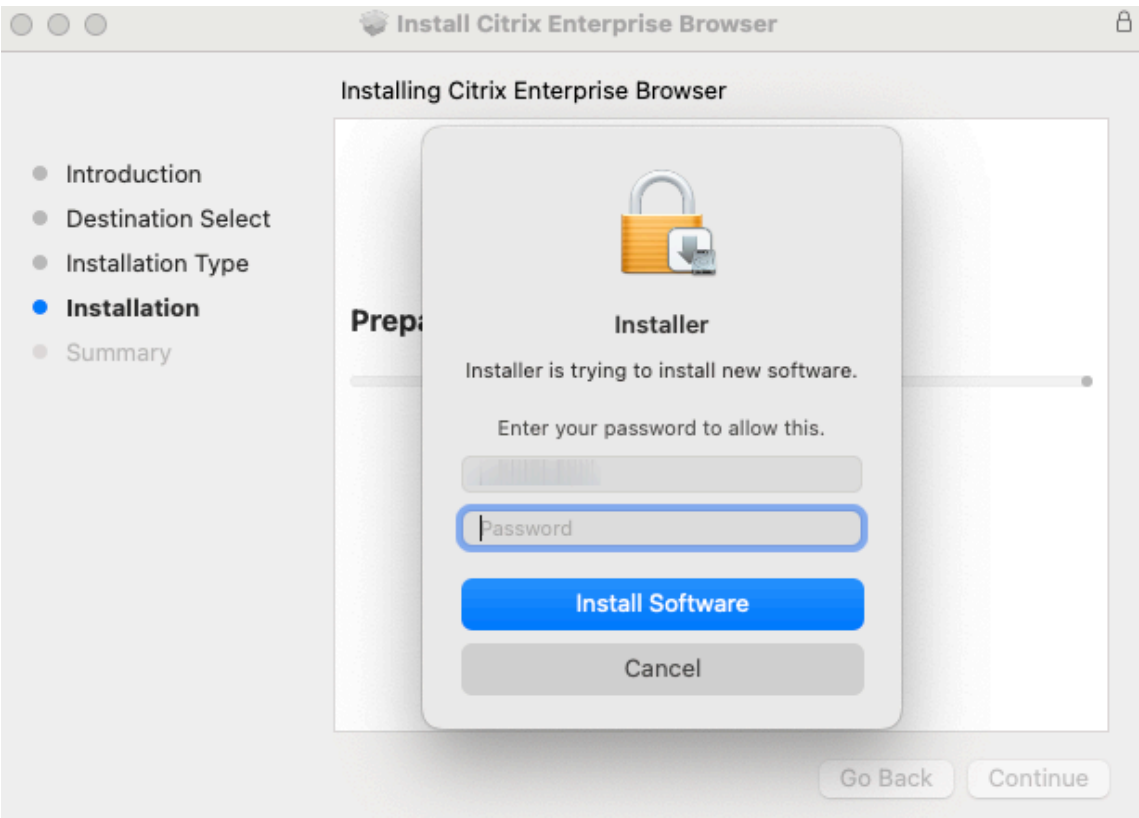 Install Citrix Enterprise Browser
Installing Citrix Enterprise Browser
Introduction
Destination Select
Installation Type
Installation
Summary
Installer
Installer is trying to install new software.
Enter your password to allow this.
Password
Install Software
Cancel
Go Back
Continue